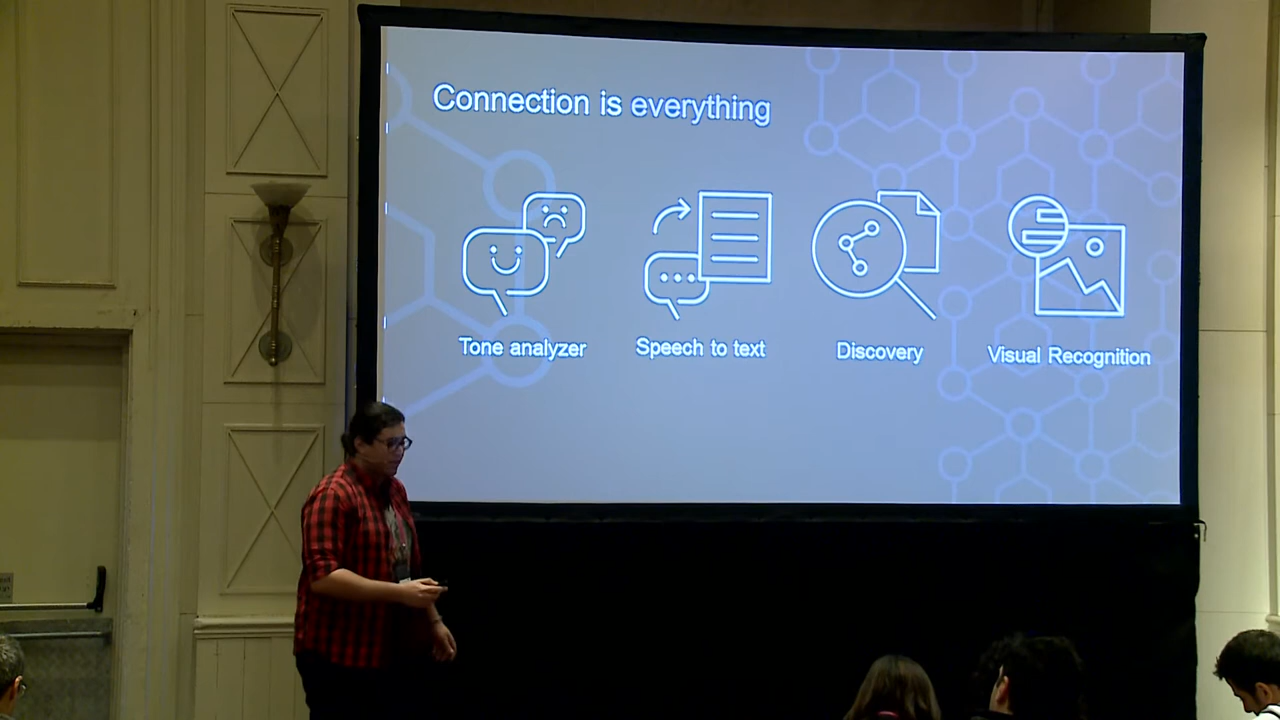 Connection is everything
Tone analyzer
Speech to text
Discovery
Visual Recognition